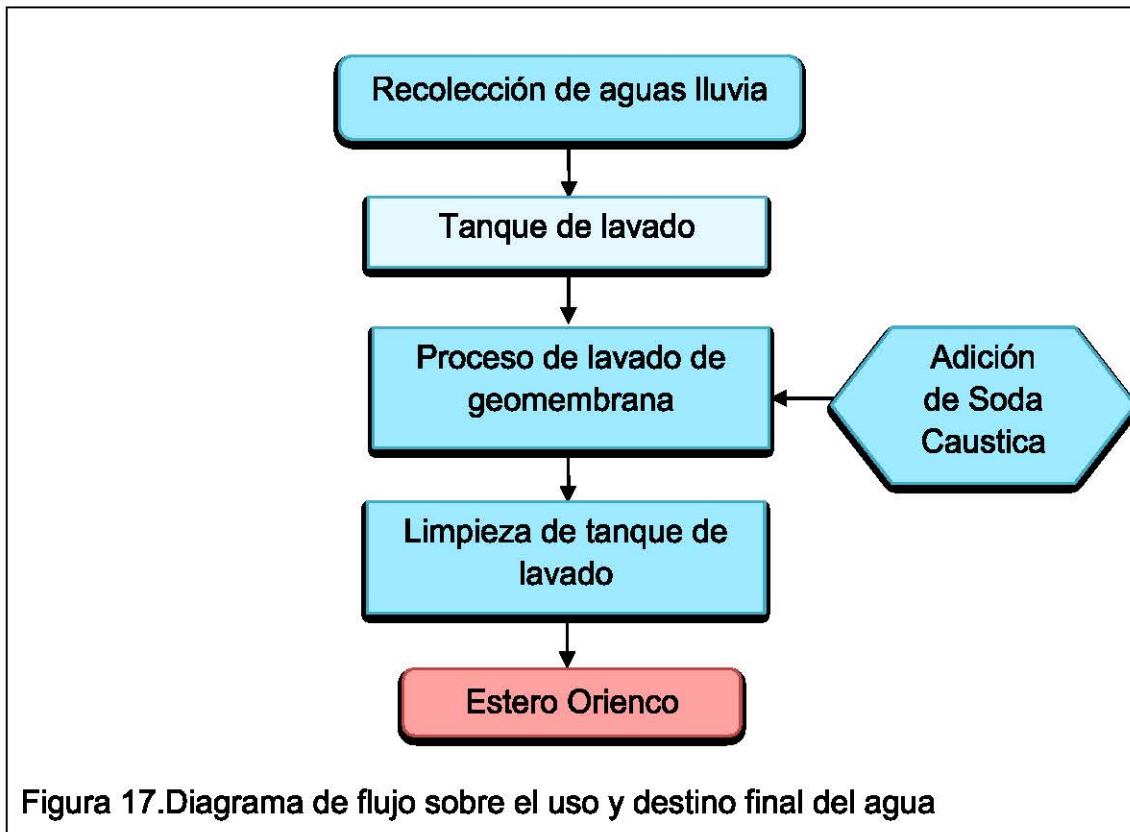 Recolección de aguas lluvia
Tanque de lavado
Proceso de lavado de
geomembrana
Adición
de Soda
Caustica
Limpieza de tanque de
lavado
Estero Orienco
Figura 17.Diagrama de flujo sobre el uso y destino final del agua